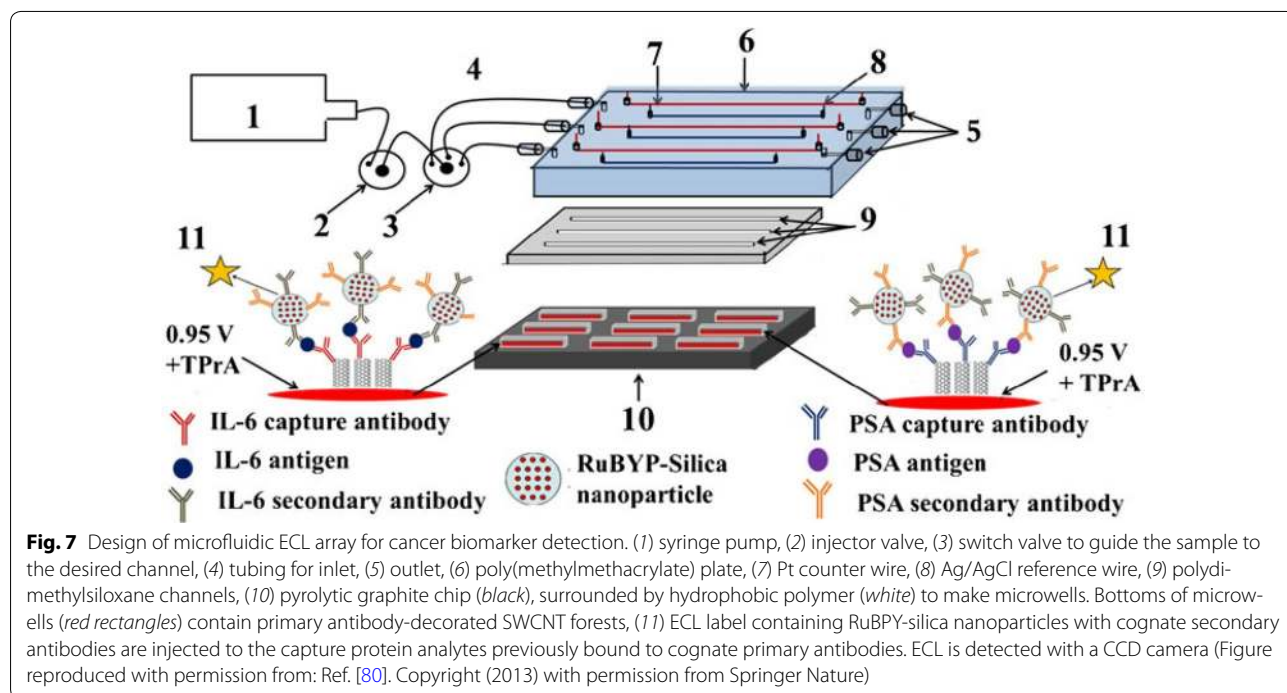 7
6
8
4
1
5
2
3
9
11
11
0.95 V
+TPrA
0.95 V
+ TPrA
10
IL-6 capture antibody
IL-6 antigen
IL-6 secondary antibody
RuBYP-Silica
nanoparticle
PSA capture antibody
PSA antigen
PSA secondary antibody
Fig. 7 Design of microfluidic ECL array for cancer biomarker detection. (1) syringe pump, (2) injector valve, (3) switch valve to guide the sample to
the desired channel, (4) tubing for inlet, (5) outlet, (6) poly(methylmethacrylate) plate, (7) Pt counter wire, (8) Ag/AgCl reference wire, (9) polydi-
methylsiloxane channels, (10) pyrolytic graphite chip (black), surrounded by hydrophobic polymer (white) to make microwells. Bottoms of microw-
ells (red rectangles) contain primary antibody-decorated SWCNT forests, (11) ECL label containing RuBPY-silica nanoparticles with cognate secondary
antibodies are injected to the capture protein analytes previously bound to cognate primary antibodies. ECL is detected with a CCD camera (Figure
reproduced with permission from: Ref. [80]. Copyright (2013) with permission from Springer Nature)